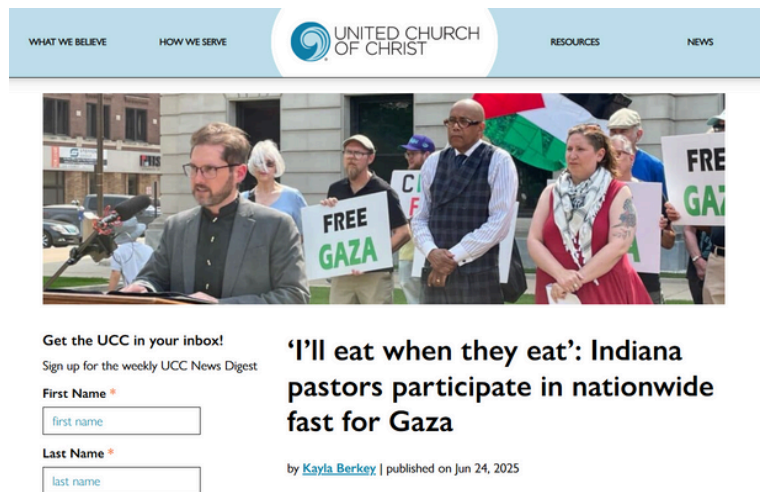 WHAT WE BELIEVE
HOW WE SERVE
UNITED CHURCH
OF CHRIST
RESOURCES
NEWS
FREE
GAZA
FRE
GA
Get the UCC in your inbox!
Sign up for the weekly UCC News Digest
First Name *
first name
Last Name *
last name
‘I’ll eat when they eat’: Indiana
pastors participate in nationwide
fast for Gaza
by Kayla Berkey | published on Jun 24, 2025